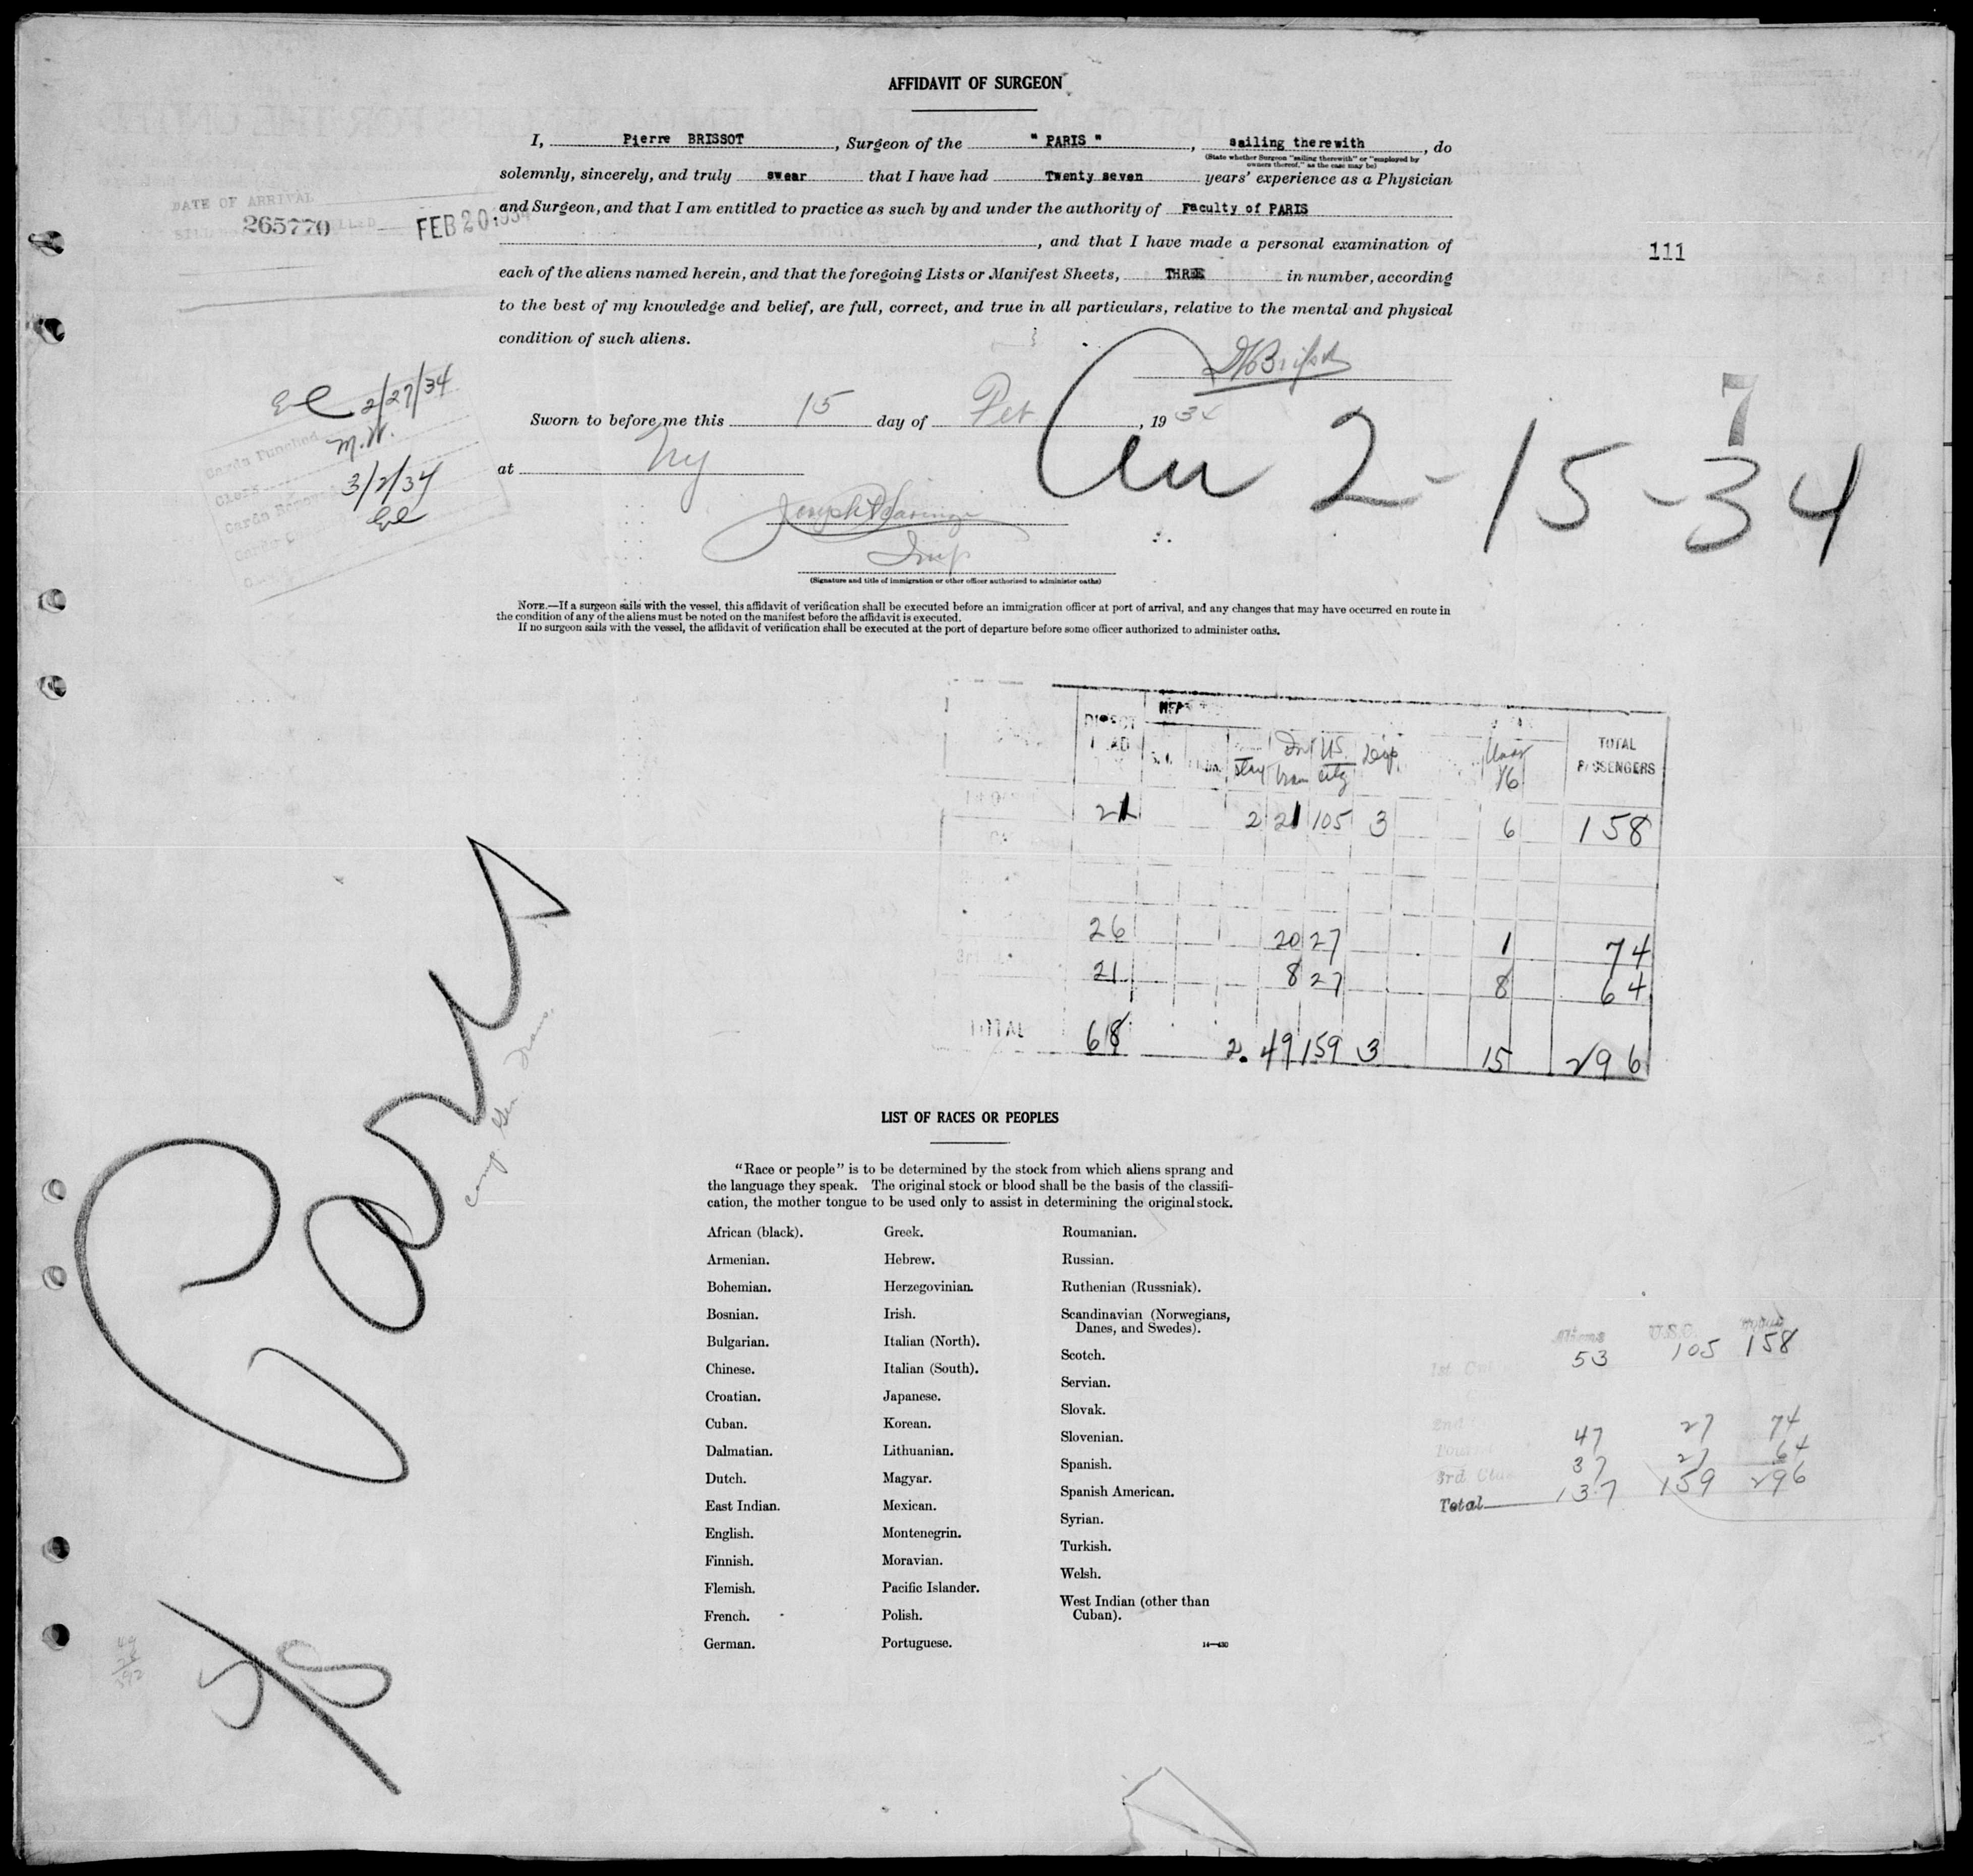 AFFIDAVIT OF SURGEON
I, Pierre BRISSOT, Surgeon of the " PARIS ", sailing therewith, do
(State whether Surgeon "sailing therewith" or "employed by
owners thereof," as the case may be)
solemnly, sincerely, and truly swear that I have had Twenty seven years' experience as a Physician
and Surgeon, and that I am entitled to practice as such by and under the authority of Faculty of PARIS
, and that I have made a personal examination of
each of the aliens named herein, and that the foregoing Lists or Manifest Sheets, THREE in number, according
to the best of my knowledge and belief, are full, correct, and true in all particulars, relative to the mental and physical
condition of such aliens.
DATE OF ARRIVAL
265770
FEB 20 1934
111
Sworn to before me this 15 day of Feb, 1934
at NY
Insp
(Signature and title of immigration or other officer authorized to administer oaths)
2/27/34
M.W.
3/2/34
Cards Punched
Clerk
7
2-15-34
NOTE.—If a surgeon sails with the vessel, this affidavit of verification shall be executed before an immigration officer at port of arrival, and any changes that may have occurred en route in
the condition of any of the aliens must be noted on the manifest before the affidavit is executed.
If no surgeon sails with the vessel, the affidavit of verification shall be executed at the port of departure before some officer authorized to administer oaths.
TOTAL
PASSENGERS
21 2 21 105 3 6 158
26 20 27 1 74
21 8 27 8 64
TOTAL 68 2 49 159 3 15 296
Paris
LIST OF RACES OR PEOPLES
"Race or people" is to be determined by the stock from which aliens sprang and
the language they speak. The original stock or blood shall be the basis of the classifi-
cation, the mother tongue to be used only to assist in determining the original stock.
African (black).
Armenian.
Bohemian.
Bosnian.
Bulgarian.
Chinese.
Croatian.
Cuban.
Dalmatian.
Dutch.
East Indian.
English.
Finnish.
Flemish.
French.
German.
Greek.
Hebrew.
Herzegovinian.
Irish.
Italian (North).
Italian (South).
Japanese.
Korean.
Lithuanian.
Magyar.
Mexican.
Montenegrin.
Moravian.
Pacific Islander.
Polish.
Portuguese.
Roumanian.
Russian.
Ruthenian (Russniak).
Scandinavian (Norwegians,
Danes, and Swedes).
Scotch.
Servian.
Slovak.
Slovenian.
Spanish.
Spanish American.
Syrian.
Turkish.
Welsh.
West Indian (other than
Cuban).
Aliens U.S.C.
1st 53 105 158
2nd 47 27 74
3rd 37 27 64
Total 137 159 296